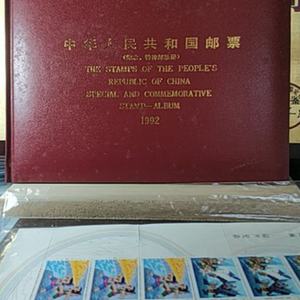 中华人民共和国邮票
(纪念、特种邮票册)
THE STAMPS OF THE PEOPLE'S
REPUBLIC OF CHINA
SPECIAL AND COMMEMORATIVE
STAMP-ALBUM
1992